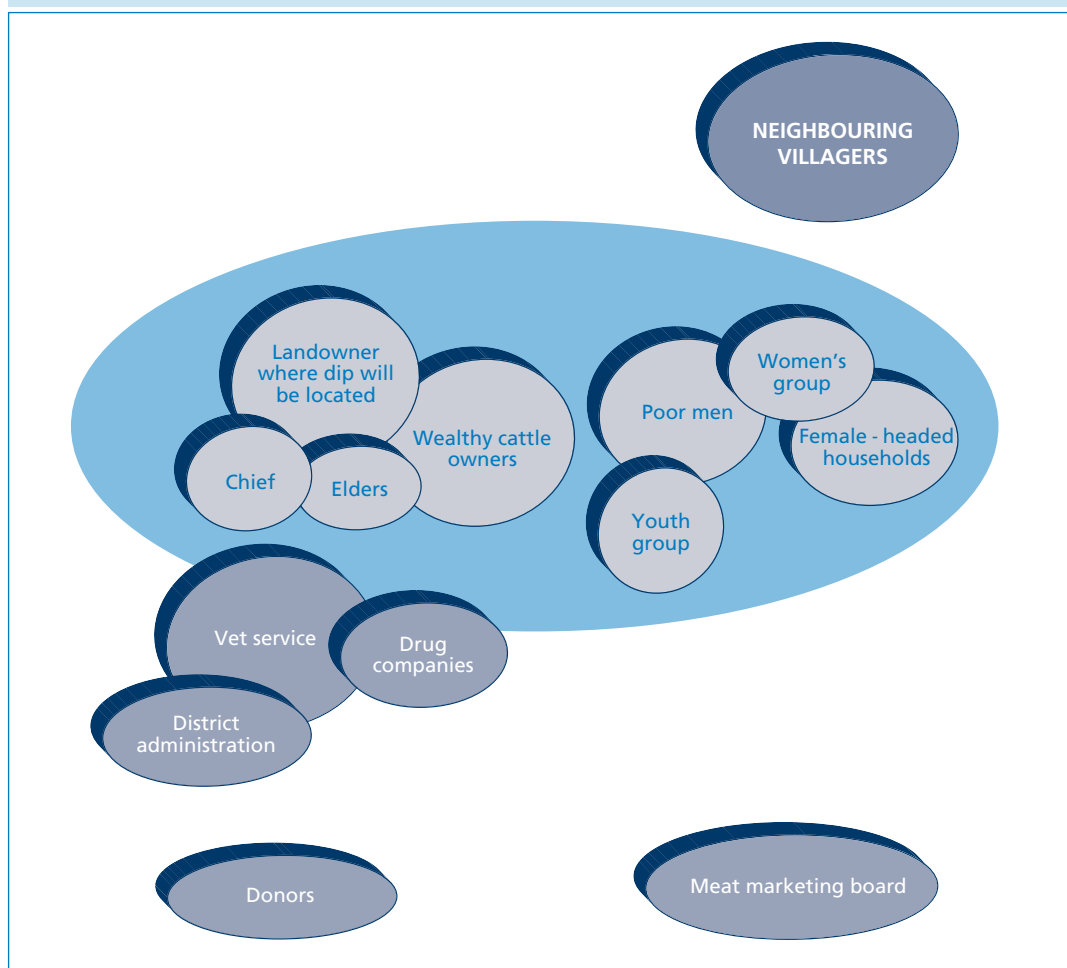 NEIGHBOURING
VILLAGERS
Landowner
where dip will
be located
Women's
group
Poor men
Wealthy cattle
owners
Female - headed
households
Chief
Elders
Youth
group
Vet service
Drug
companies
District
administration
Donors
Meat marketing board